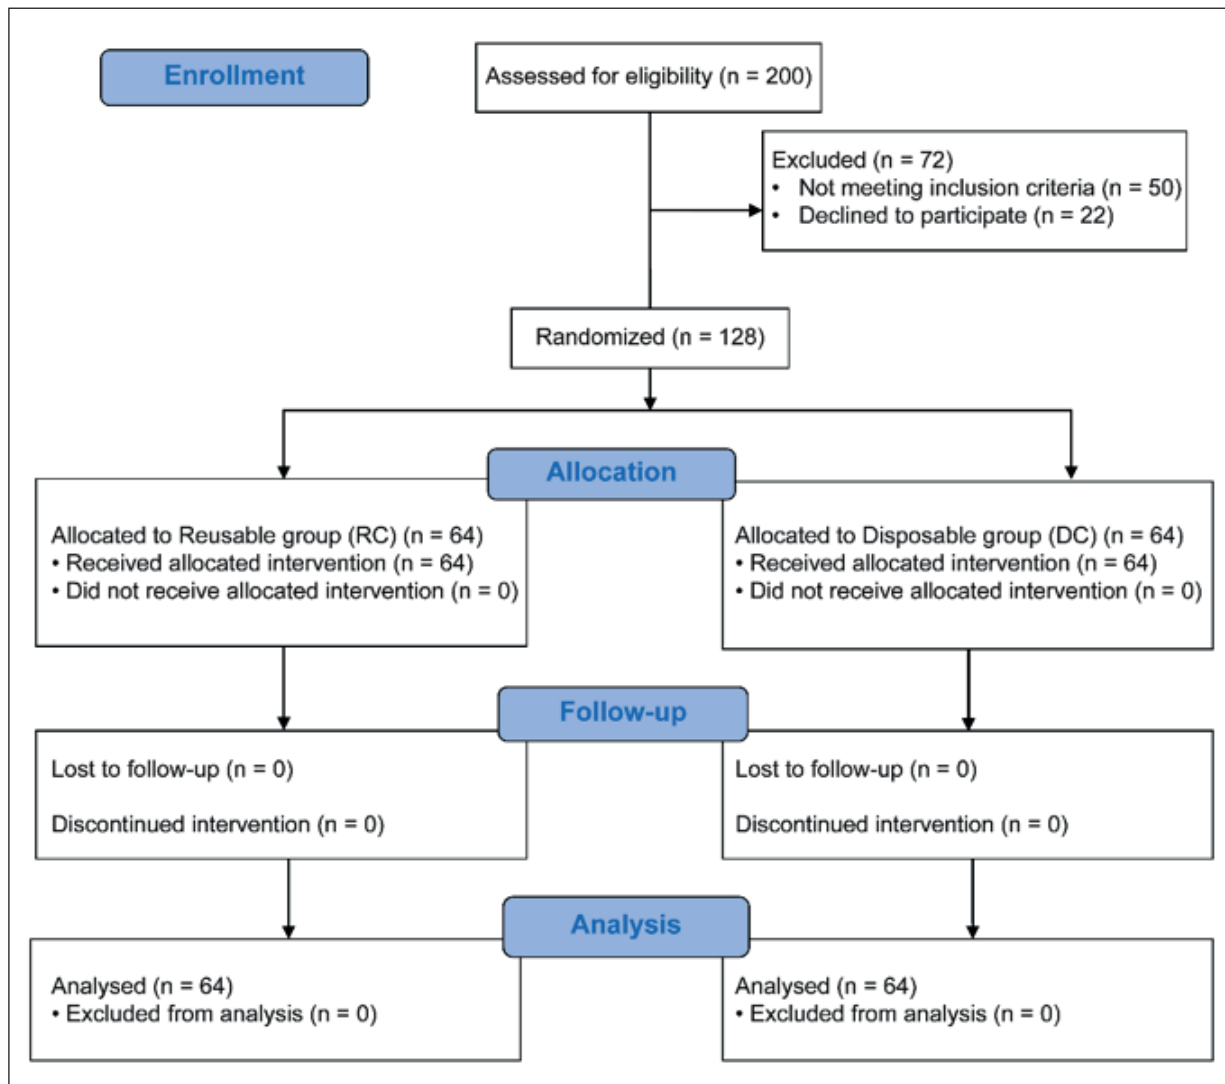 Enrollment
Assessed for eligibility (n = 200)
Excluded (n = 72)
• Not meeting inclusion criteria (n = 50)
• Declined to participate (n = 22)
Randomized (n = 128)
Allocation
Allocated to Reusable group (RC) (n = 64)
• Received allocated intervention (n = 64)
• Did not receive allocated intervention (n = 0)
Allocated to Disposable group (DC) (n = 64)
• Received allocated intervention (n = 64)
• Did not receive allocated intervention (n = 0)
Follow-up
Lost to follow-up (n = 0)
Discontinued intervention (n = 0)
Lost to follow-up (n = 0)
Discontinued intervention (n = 0)
Analysis
Analysed (n = 64)
• Excluded from analysis (n = 0)
Analysed (n = 64)
• Excluded from analysis (n = 0)